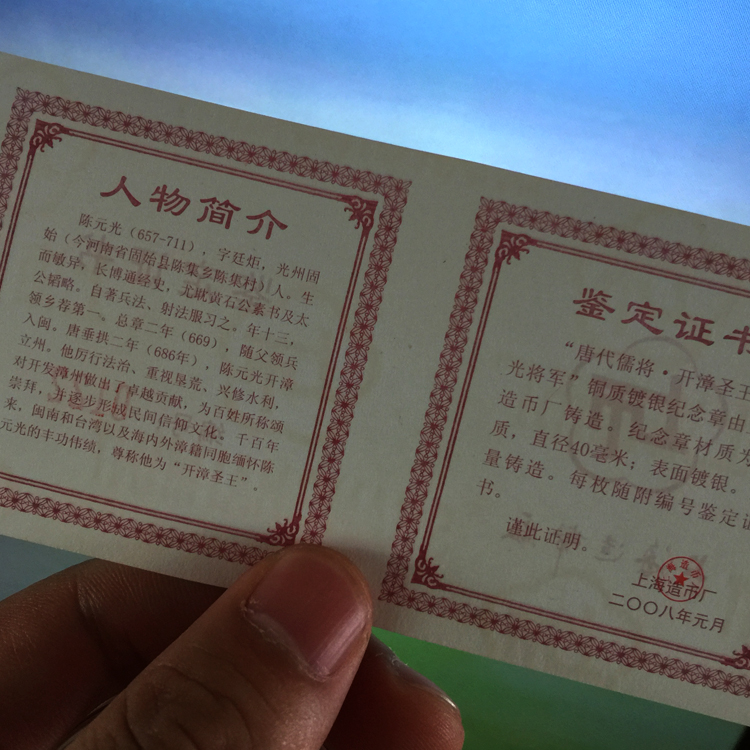 人物简介
陈元光（657-711），字廷炬，光州固
始（今河南省固始县陈集乡陈集村）人。生
而敏异，长博通经史，尤耽黄石公素书及太
公韬略。自著兵法、射法服习之。年十三，
领乡荐第一。总章二年（669），随父领兵
入闽。唐垂拱二年（686年），陈元光开漳
立州。他厉行法治、重视垦荒、兴修水利，
对开发漳州做出了卓越贡献，为百姓所称颂
崇拜，并逐步形成民间信仰文化。千百年
来，闽南和台湾以及海内外漳籍同胞缅怀陈
元光的丰功伟绩，尊称他为“开漳圣王”。
鉴定证书
“唐代儒将·开漳圣王
光将军”铜质镀银纪念章由
造币厂铸造。纪念章材质为
质，直径40毫米；表面镀银。
量铸造。每枚随附编号鉴定证
书。
谨此证明。
上海造币厂
二〇〇八年元月